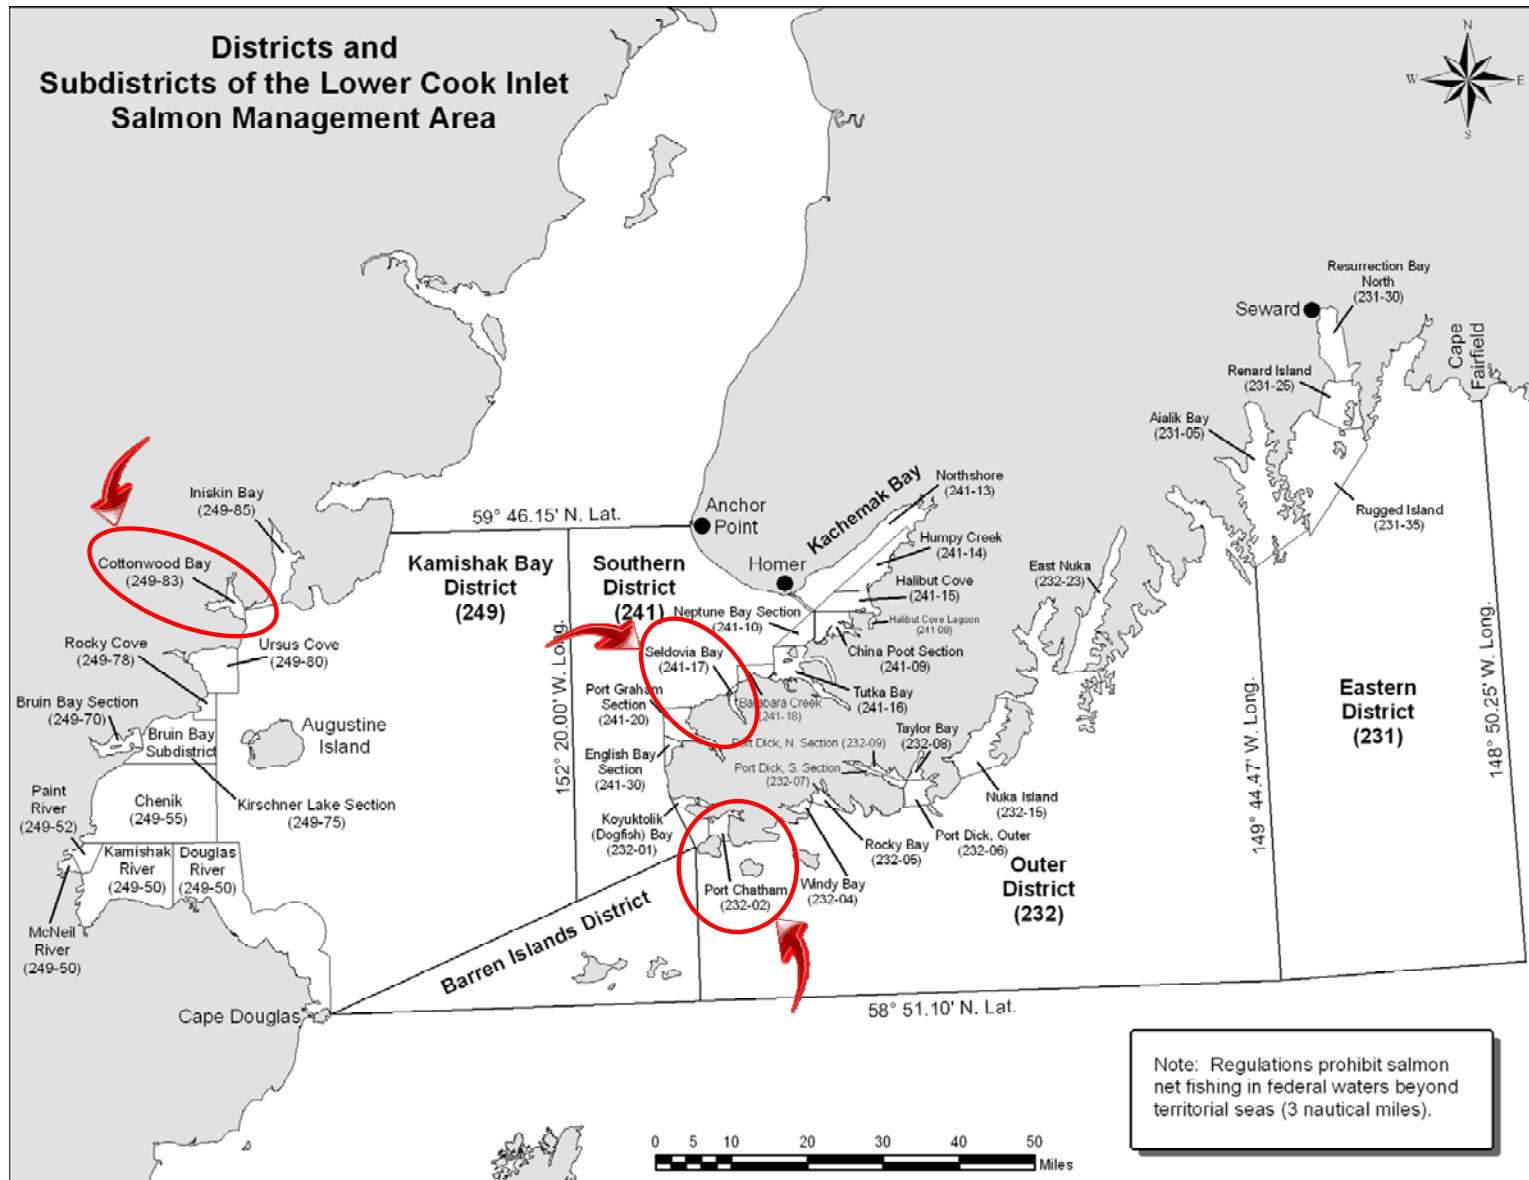 Districts and
Subdistricts of the Lower Cook Inlet
Salmon Management Area
N
W
E
S
Resurrection Bay
North
(231-30)
Seward
Cape
Fairfield
Renard Island
(231-25)
Aialik Bay
(231-05)
Rugged Island
(231-35)
Iniskin Bay
(249-85)
Cottonwood Bay
(249-83)
59° 46.15' N. Lat.
Anchor
Point
Kachemak Bay
Northshore
(241-13)
Humpy Creek
(241-14)
Homer
Halibut Cove
(241-15)
Halibut Cove Lagoon
(241-09)
East Nuka
(232-23)
Kamishak Bay
District
(249)
Southern
District
(241)
Neptune Bay Section
(241-10)
China Poot Section
(241-09)
Rocky Cove
(249-78)
Ursus Cove
(249-80)
Seldovia Bay
(241-17)
Tutka Bay
(241-16)
Barabara Creek
(241-18)
Port Graham
Section
(241-20)
Bruin Bay Section
(249-70)
Bruin Bay
Subdistrict
Augustine
Island
152° 20.00' W. Long.
English Bay
Section
(241-30)
Port Dick, N. Section (232-09)
Taylor Bay
(232-08)
Port Dick, S. Section
(232-07)
Nuka Island
(232-15)
Eastern
District
(231)
149° 44.47' W. Long.
148° 50.25' W. Long.
Paint
River
(249-52)
Chenik
(249-55)
Kirschner Lake Section
(249-75)
Koyuktolik
(Dogfish) Bay
(232-01)
Rocky Bay
(232-05)
Port Dick, Outer
(232-06)
Kamishak
River
(249-50)
Douglas
River
(249-50)
Port Chatham
(232-02)
Windy Bay
(232-04)
Outer
District
(232)
McNeil
River
(249-50)
Barren Islands District
Cape Douglas
58° 51.10' N. Lat.
Note: Regulations prohibit salmon
net fishing in federal waters beyond
territorial seas (3 nautical miles).
0 5 10 20 30 40 50
Miles